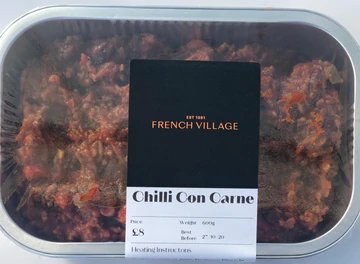 EST 1981
FRENCH VILLAGE
Chilli Con Carne
Price Weight 600g
£8 Best
Before
Heating Instructions